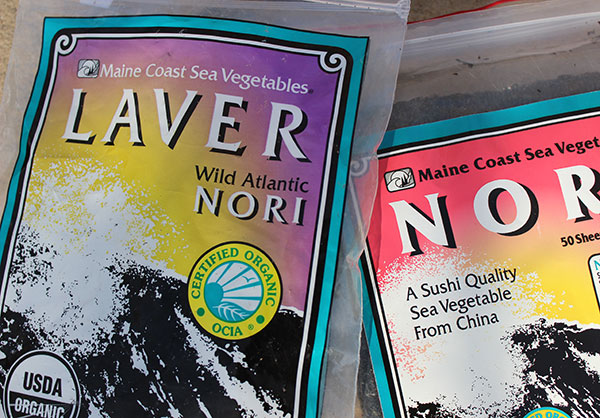 Maine Coast Sea Vegetables®
LAVER
Wild Atlantic
NORI
CERTIFIED ORGANIC
OCIA ®
USDA
ORGANIC
Maine Coast Sea Veget
NOR
50 Shee
A Sushi Quality
Sea Vegetable
From China